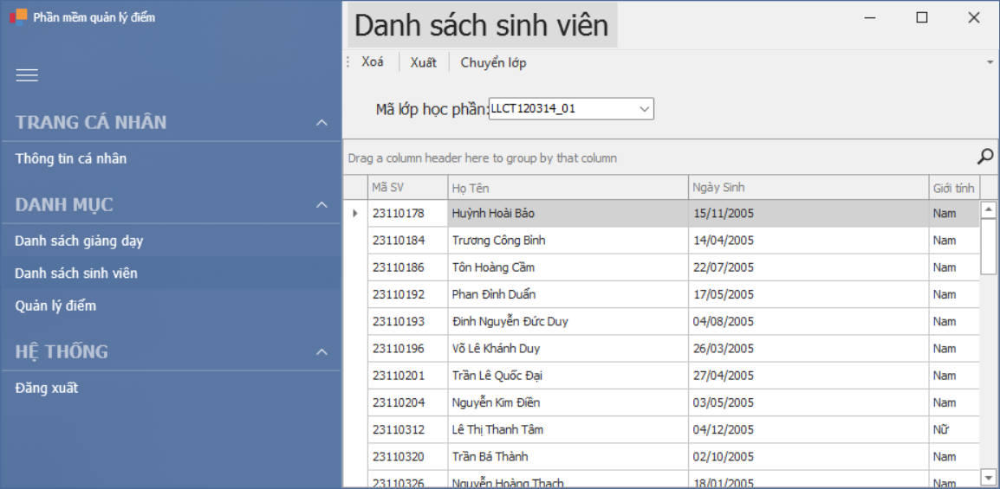 Phần mềm quản lý điểm
TRANG CÁ NHÂN
Thông tin cá nhân
DANH MỤC
Danh sách giảng dạy
Danh sách sinh viên
Quản lý điểm
HỆ THỐNG
Đăng xuất
Danh sách sinh viên
Xoá Xuất Chuyển lớp
Mã lớp học phần: LLCT120314_01
Drag a column header here to group by that column
Mã SV Họ Tên Ngày Sinh Giới tính
23110178 Huỳnh Hoài Bảo 15/11/2005 Nam
23110184 Trương Công Bình 14/04/2005 Nam
23110186 Tôn Hoàng Cầm 22/07/2005 Nam
23110192 Phan Đình Duẩn 17/05/2005 Nam
23110193 Đinh Nguyễn Đức Duy 04/08/2005 Nam
23110196 Võ Lê Khánh Duy 26/03/2005 Nam
23110201 Trần Lê Quốc Đại 27/04/2005 Nam
23110204 Nguyễn Kim Điền 03/05/2005 Nam
23110312 Lê Thị Thanh Tâm 04/12/2005 Nữ
23110320 Trần Bá Thành 02/10/2005 Nam
23110326 Nguyễn Hoàng Thạch 18/01/2005 Nam